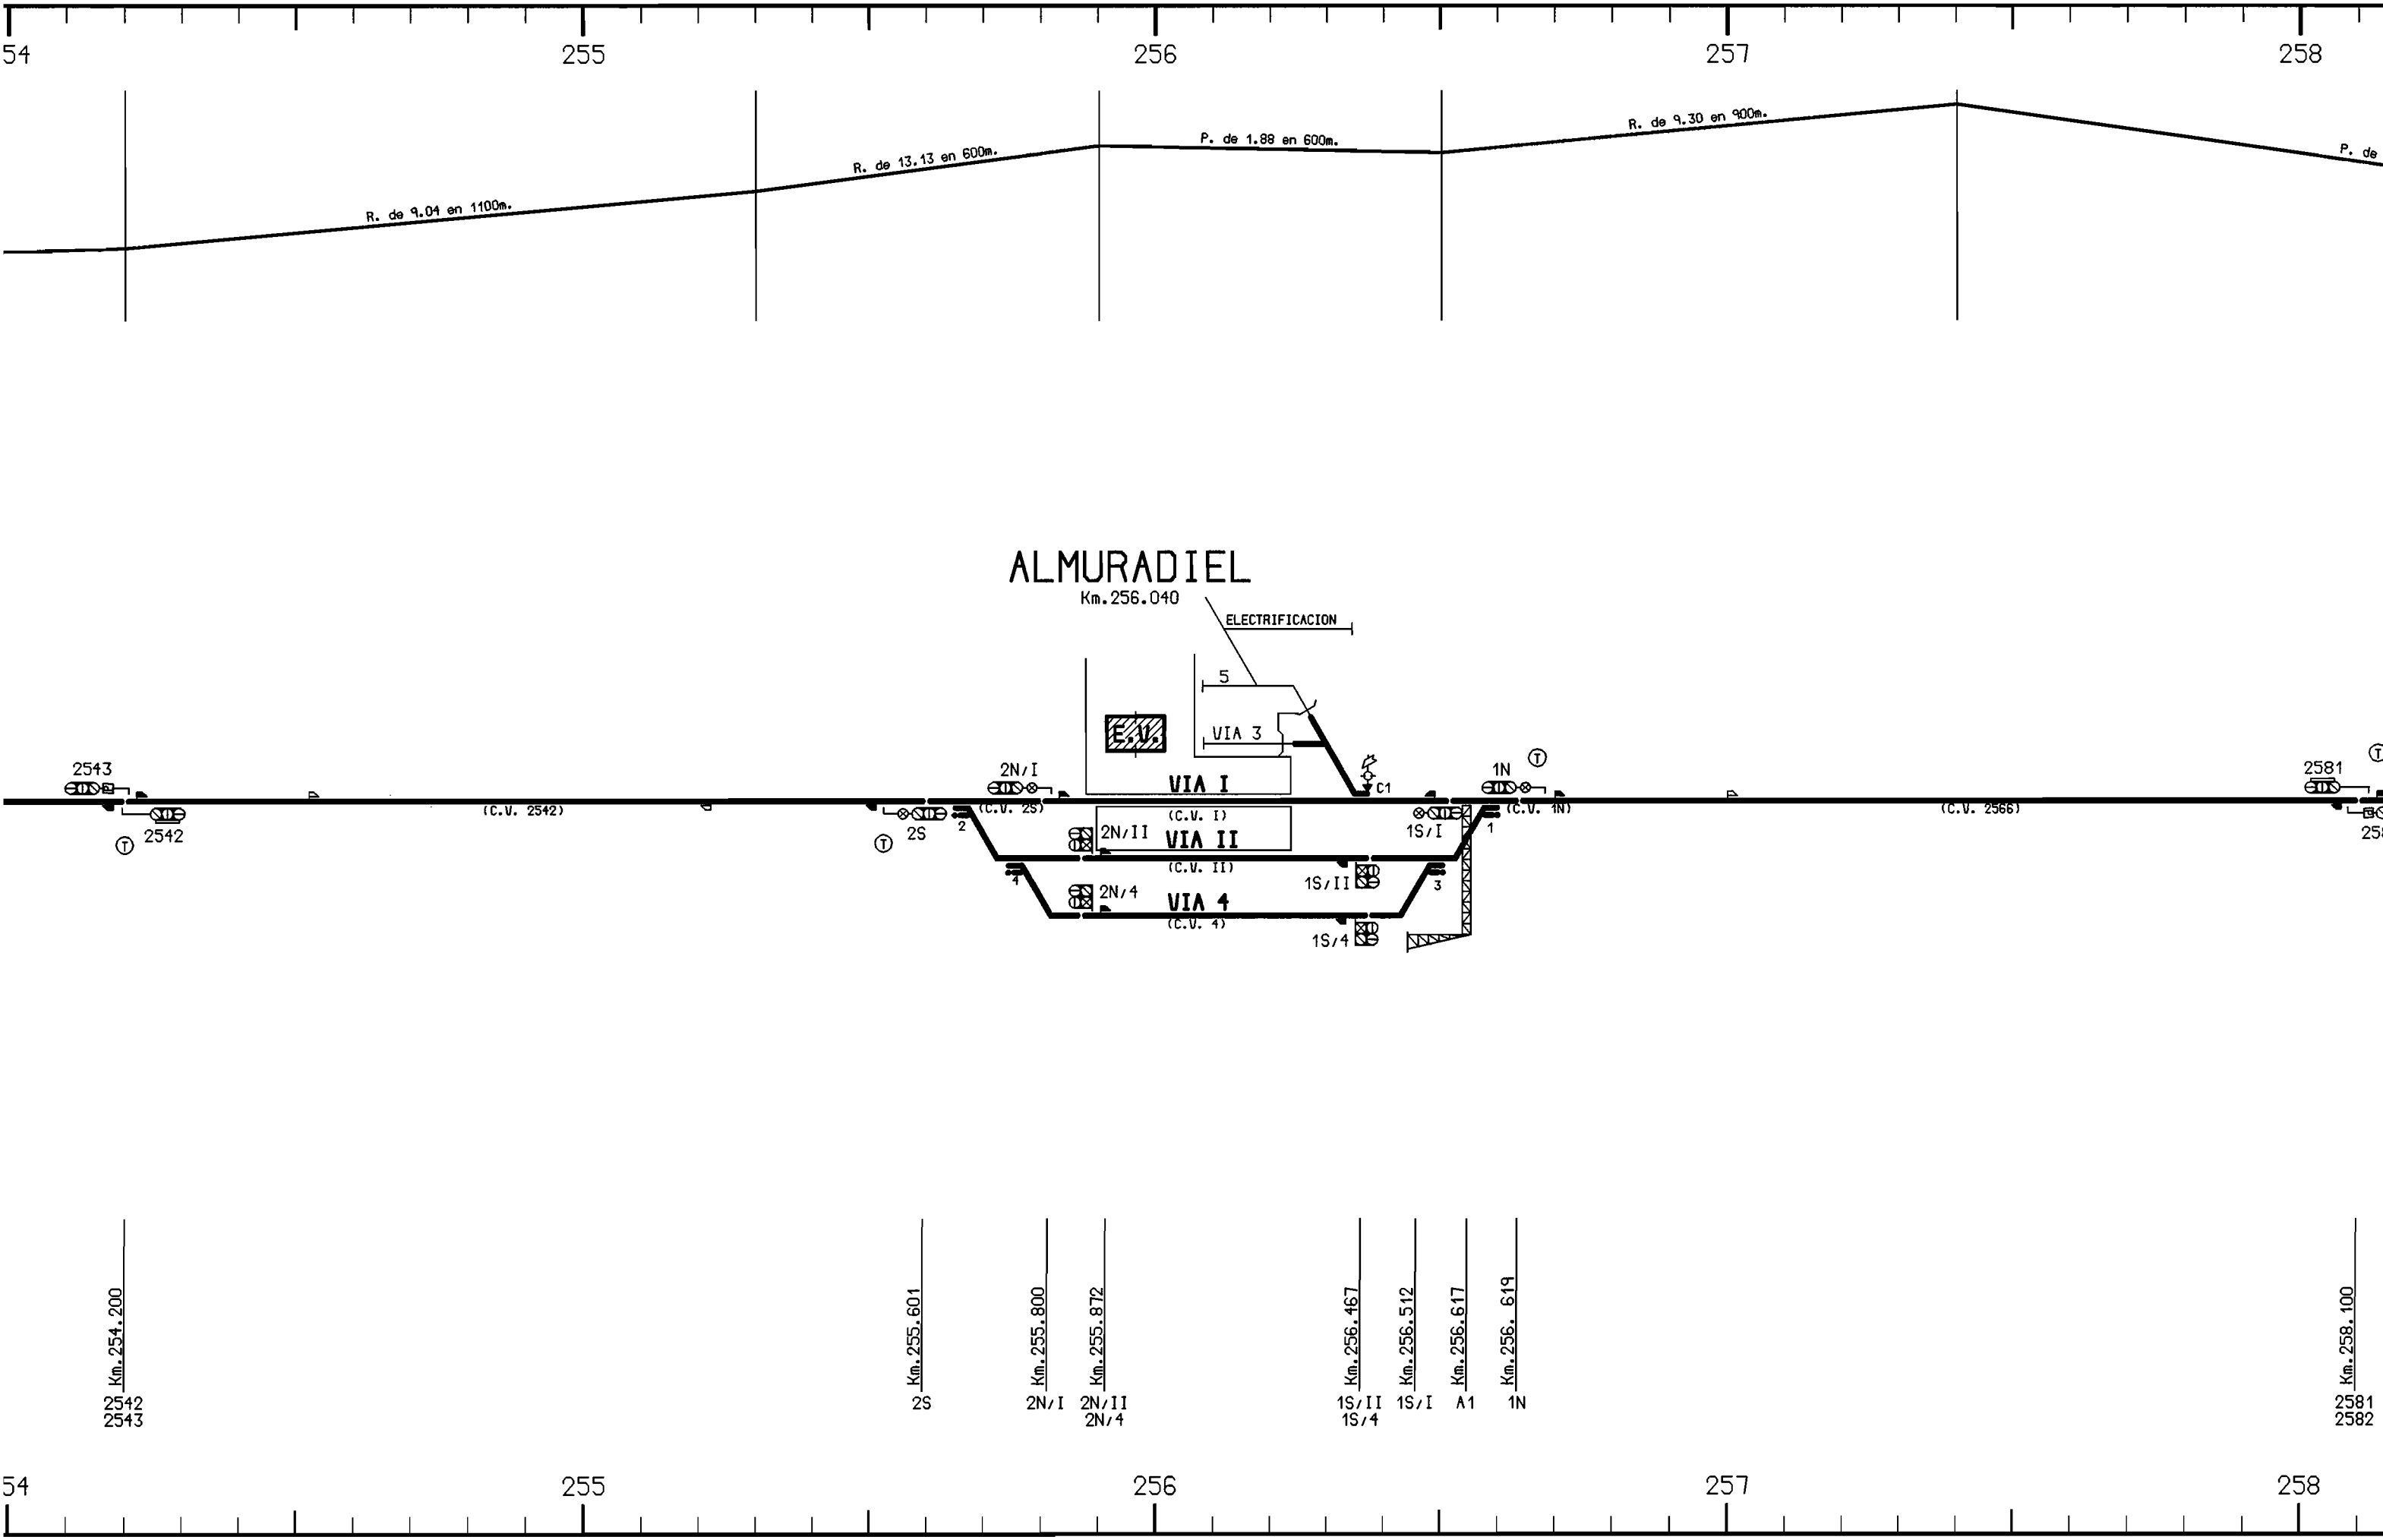 54 255 256 257 258
R. de 9.04 en 1100m.
R. de 13.13 en 600m.
P. de 1.88 en 600m.
R. de 9.30 en 900m.
P. de
ALMURADIEL
Km.256.040
ELECTRIFICACION
5
E.V.
VIA 3
2543
2N/I
VIA I
C1
1N
T
2581
T
(C.V. 2542)
(C.V. 2S)
(C.V. I)
(C.V. 1N)
(C.V. 2566)
2542
T
2S
T
2
2N/II
VIA II
1S/I
1
258
(C.V. II)
4
1S/II
3
2N/4
VIA 4
(C.V. 4)
1S/4
Km.254.200
2542
2543
Km.255.601
2S
Km.255.800
2N/I
Km.255.872
2N/II
2N/4
Km.256.467
1S/II
1S/4
Km.256.512
1S/I
Km.256.617
A1
Km.256. 619
1N
Km.258.100
2581
2582
54 255 256 257 258